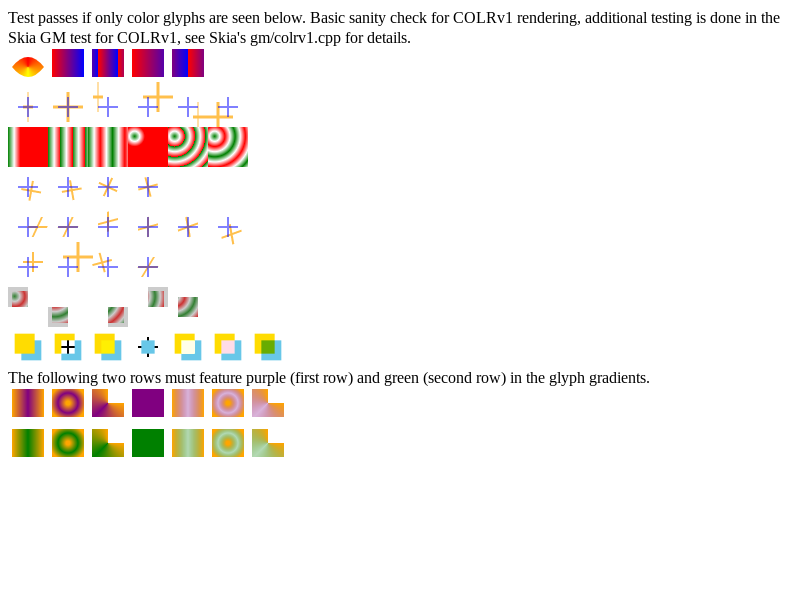 Test passes if only color glyphs are seen below. Basic sanity check for COLRv1 rendering, additional testing is done in the
Skia GM test for COLRv1, see Skia's gm/colrv1.cpp for details.
The following two rows must feature purple (first row) and green (second row) in the glyph gradients.